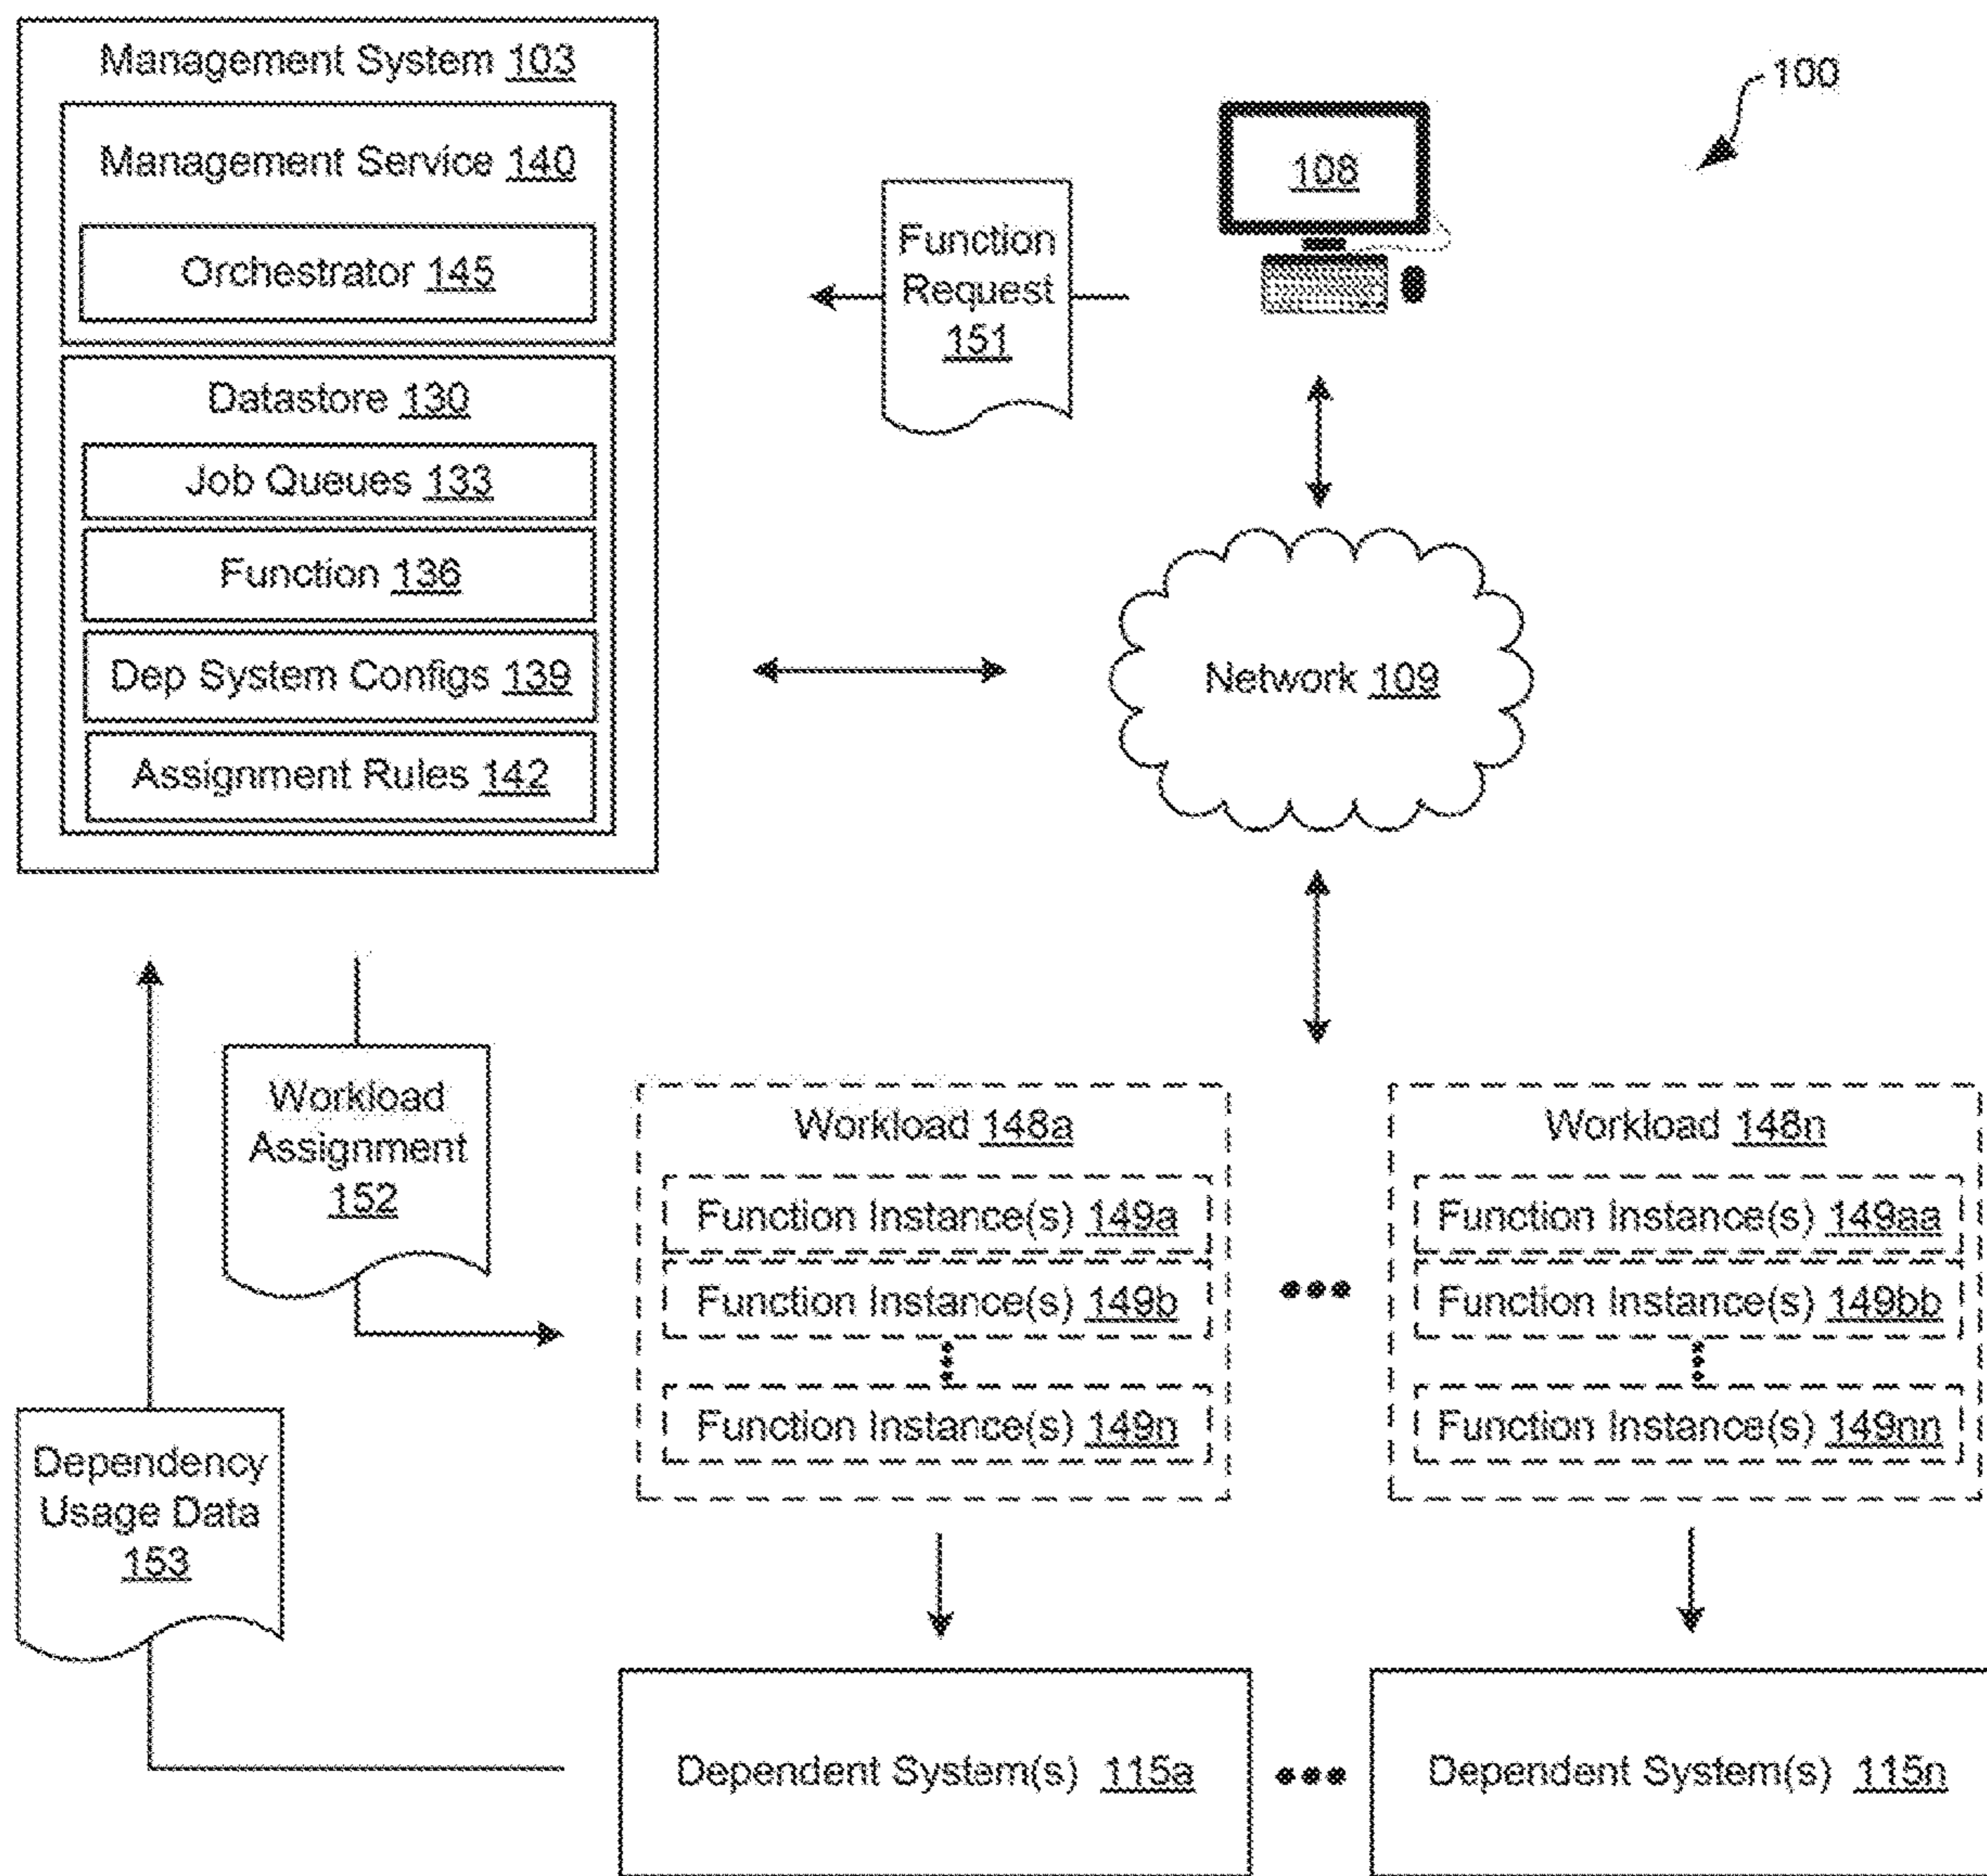 Management System 103
Management Service 140
Orchestrator 145
Datastore 130
Job Queues 133
Function 136
Dep System Configs 139
Assignment Rules 142
Function
Request
151
108
100
Network 109
Workload
Assignment
152
Dependency
Usage Data
153
Workload 148a
Function Instance(s) 149a
Function Instance(s) 149b
Function Instance(s) 149n
Workload 148n
Function Instance(s) 149aa
Function Instance(s) 149bb
Function Instance(s) 149nn
Dependent System(s) 115a
Dependent System(s) 115n